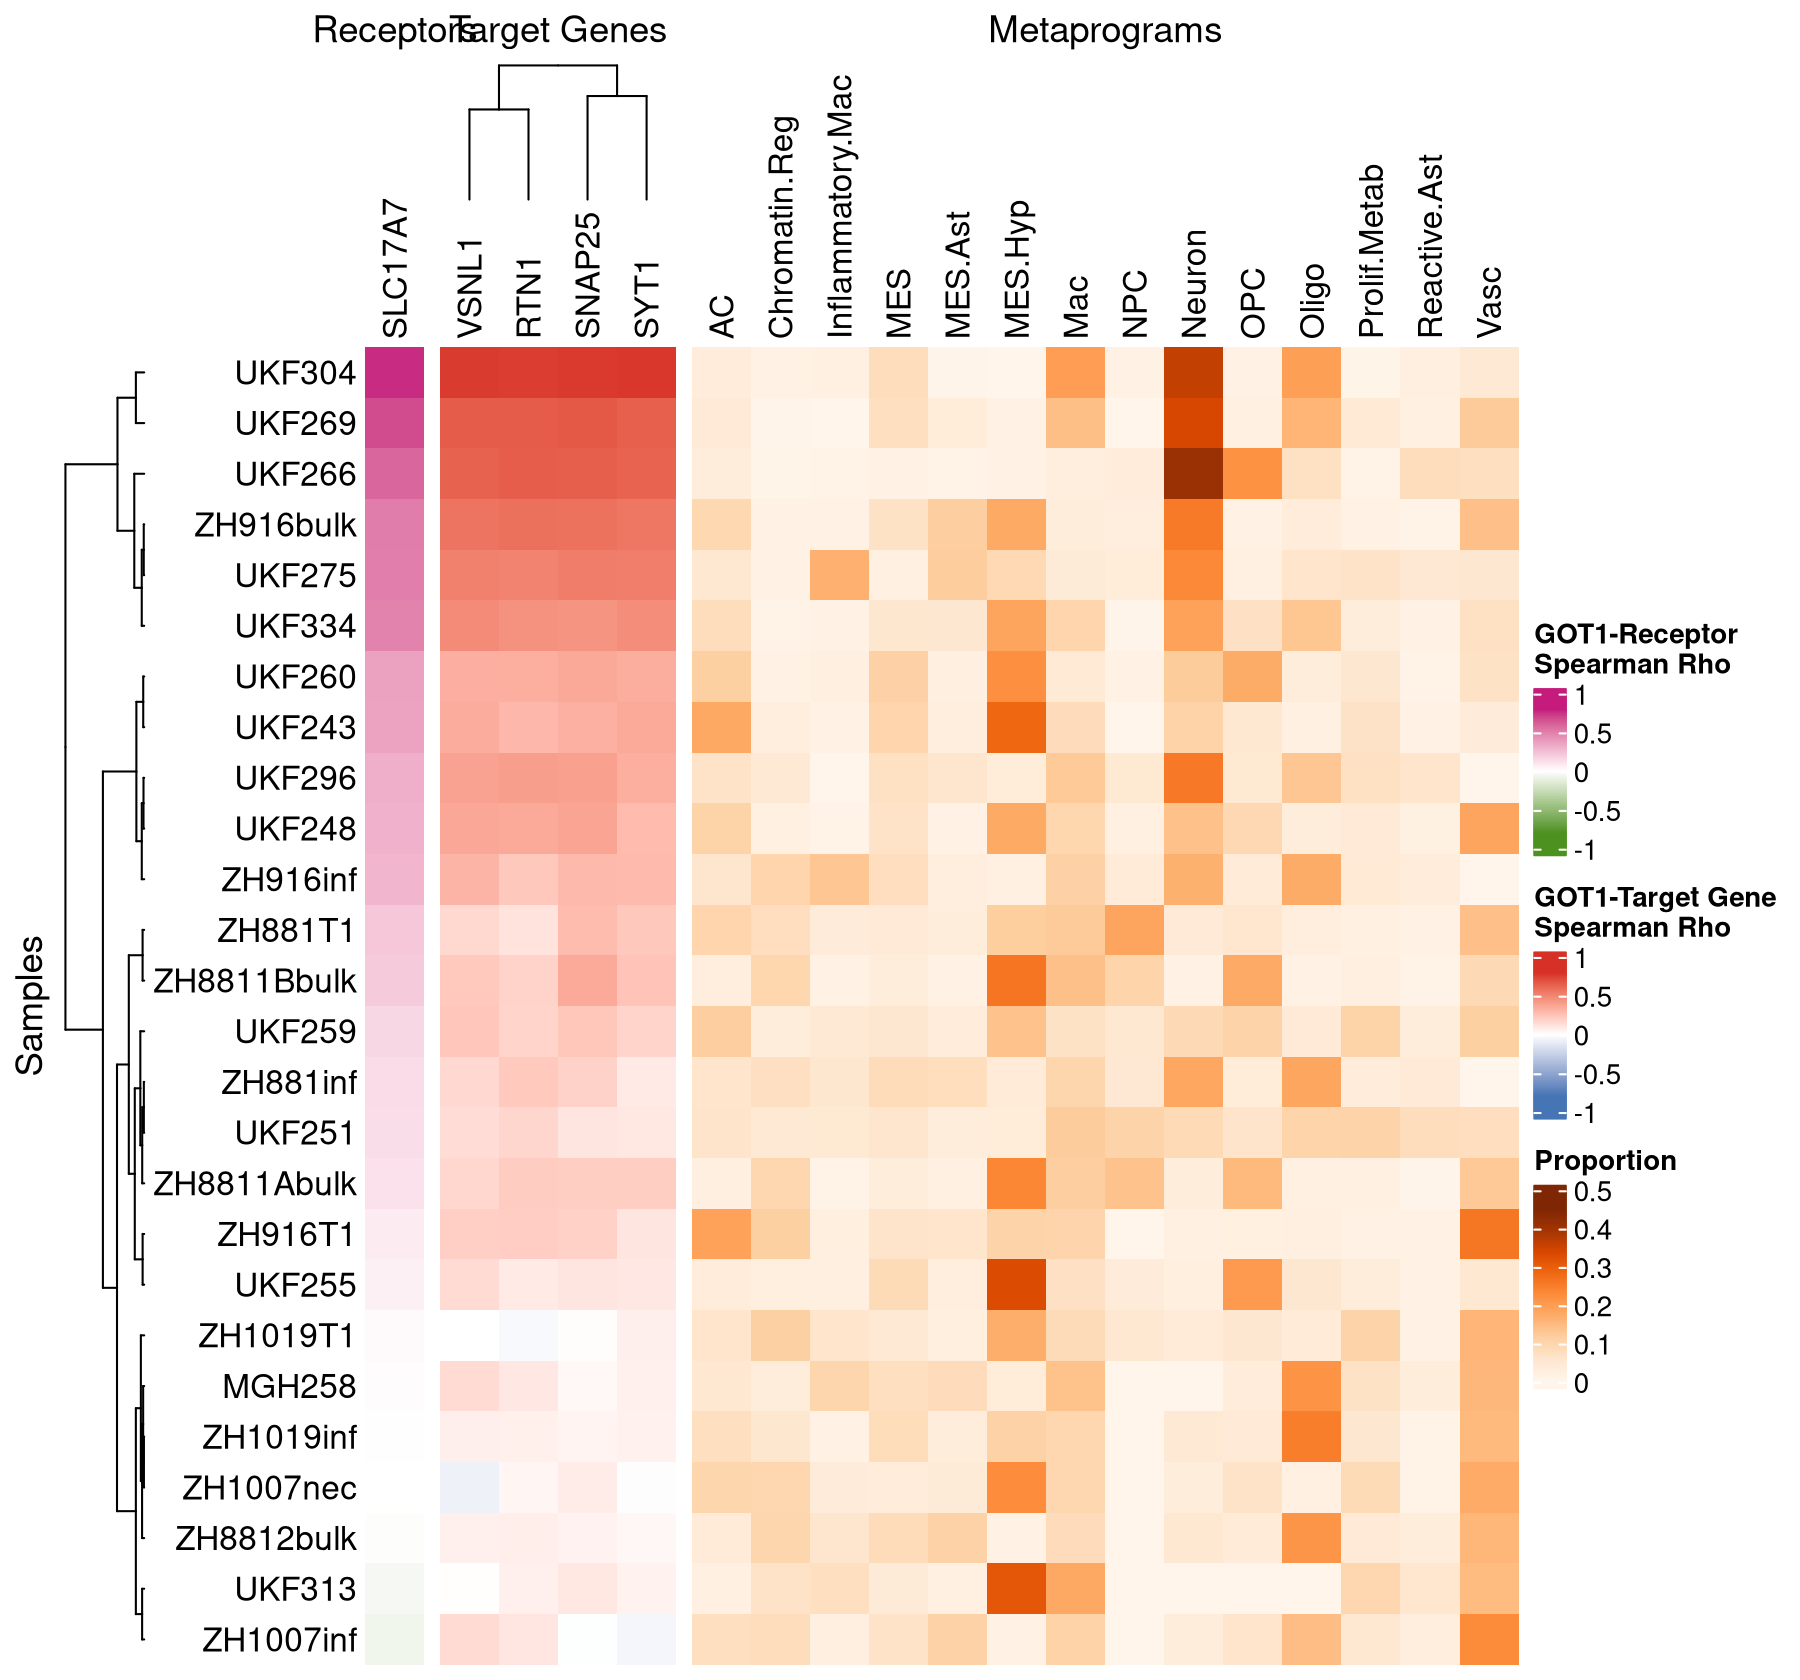 Receptors
Target Genes
Metaprograms
SLC17A7
VSNL1
RTN1
SNAP25
SYT1
AC
Chromatin.Reg
Inflammatory.Mac
MES
MES.Ast
MES.Hyp
Mac
NPC
Neuron
OPC
Oligo
Prolif.Metab
Reactive.Ast
Vasc
Samples
UKF304
UKF269
UKF266
ZH916bulk
UKF275
UKF334
UKF260
UKF243
UKF296
UKF248
ZH916inf
ZH881T1
ZH8811Bbulk
UKF259
ZH881inf
UKF251
ZH8811Abulk
ZH916T1
UKF255
ZH1019T1
MGH258
ZH1019inf
ZH1007nec
ZH8812bulk
UKF313
ZH1007inf
GOT1-Receptor
Spearman Rho
1
0.5
0
-0.5
-1
GOT1-Target Gene
Spearman Rho
1
0.5
0
-0.5
-1
Proportion
0.5
0.4
0.3
0.2
0.1
0